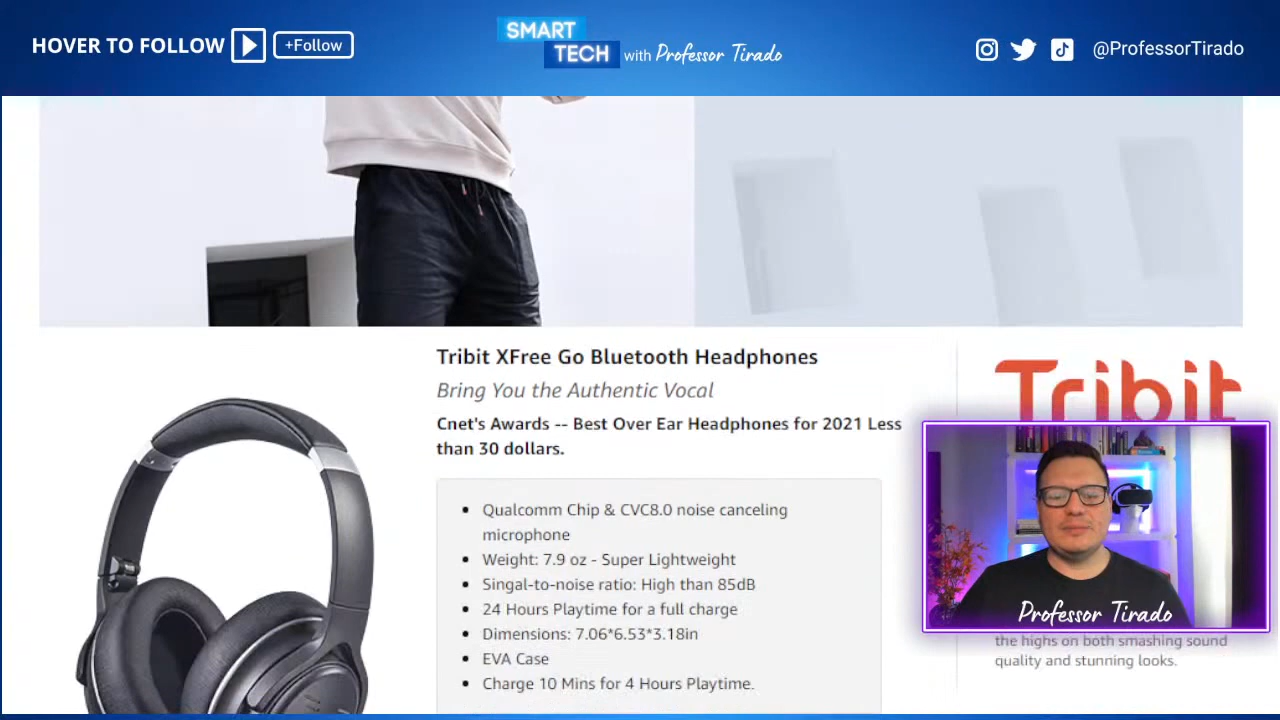 HOVER TO FOLLOW
+Follow
SMART
TECH with Professor Tirado
@ProfessorTirado
Tribit XFree Go Bluetooth Headphones
Bring You the Authentic Vocal
Cnet's Awards -- Best Over Ear Headphones for 2021 Less
than 30 dollars.
Qualcomm Chip & CVC8.0 noise canceling
microphone
Weight: 7.9 oz - Super Lightweight
Singal-to-noise ratio: High than 85dB
24 Hours Playtime for a full charge
Dimensions: 7.06*6.53*3.18in
EVA Case
Charge 10 Mins for 4 Hours Playtime.
Tribit
Professor Tirado
the highs on both smashing sound
quality and stunning looks.